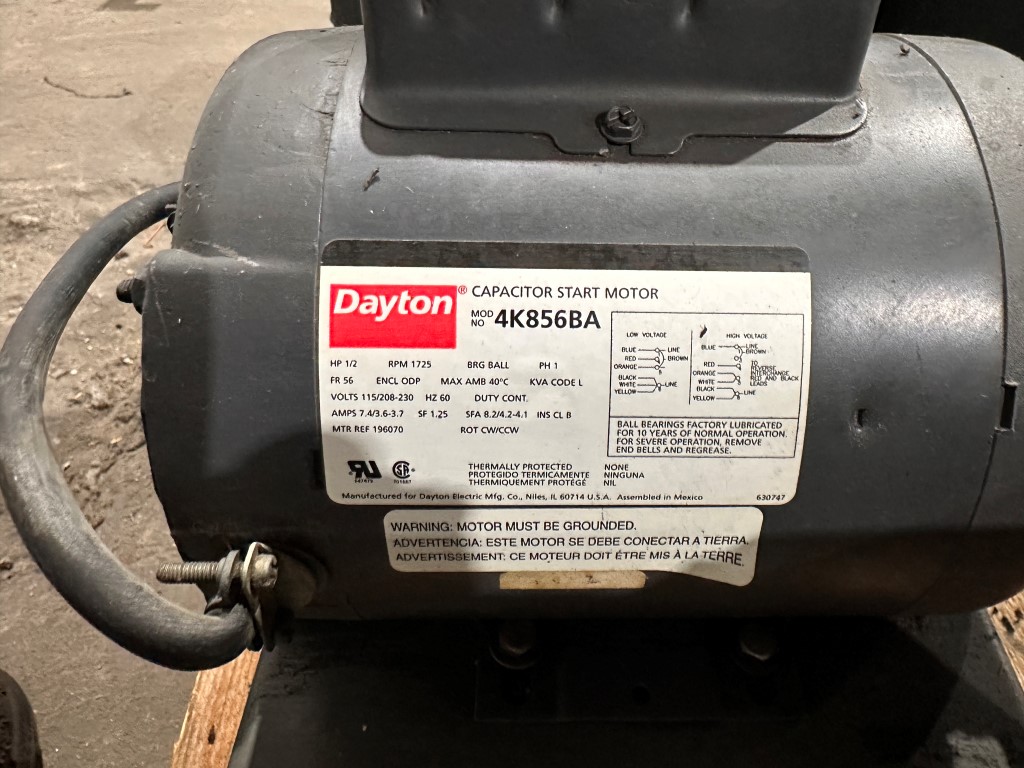 Dayton® CAPACITOR START MOTOR
MOD NO 4K856BA
HP 1/2 RPM 1725 BRG BALL PH 1
FR 56 ENCL ODP MAX AMB 40°C KVA CODE L
VOLTS 115/208-230 HZ 60 DUTY CONT.
AMPS 7.4/3.6-3.7 SF 1.25 SFA 8.2/4.2-4.1 INS CL B
MTR REF 196070 ROT CW/CCW
LOW VOLTAGE
BLUE LINE
RED BROWN
ORANGE
BLACK
WHITE LINE
YELLOW
HIGH VOLTAGE
BLUE LINE
BROWN
RED
ORANGE
WHITE
BLACK LINE
YELLOW
TO
REVERSE
INTERCHANGE
RED AND BLACK
LEADS
BALL BEARINGS FACTORY LUBRICATED
FOR 10 YEARS OF NORMAL OPERATION.
FOR SEVERE OPERATION, REMOVE
END BELLS AND REGREASE.
THERMALLY PROTECTED NONE
PROTEGIDO TERMICAMENTE NINGUNA
THERMIQUEMENT PROTÉGÉ NIL
Manufactured for Dayton Electric Mfg. Co., Niles, IL 60714 U.S.A. Assembled in Mexico 630747
WARNING: MOTOR MUST BE GROUNDED.
ADVERTENCIA: ESTE MOTOR SE DEBE CONECTAR A TIERRA.
ADVERTISSEMENT: CE MOTEUR DOIT ÉTRE MIS À LA TERRE.